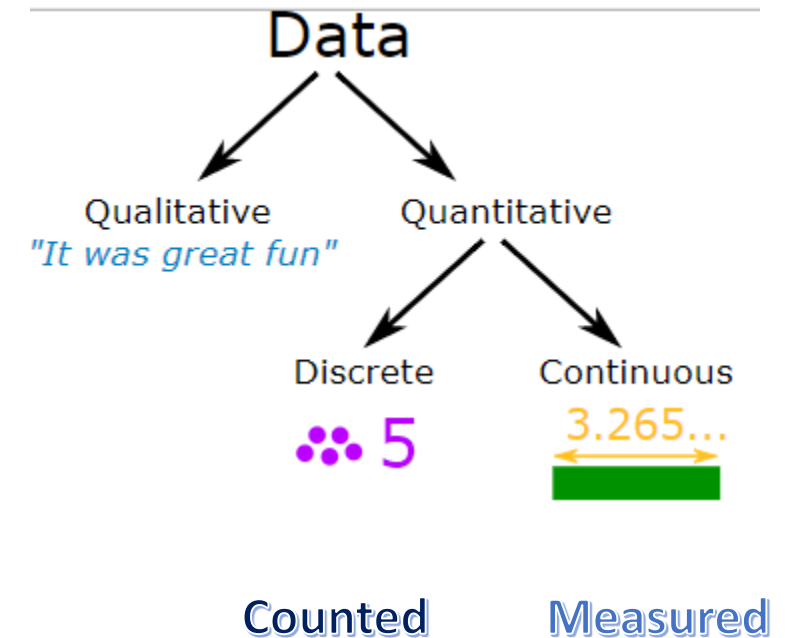 Data
Qualitative Quantitative
"It was great fun"
Discrete Continuous
5 3.265...
Counted Measured